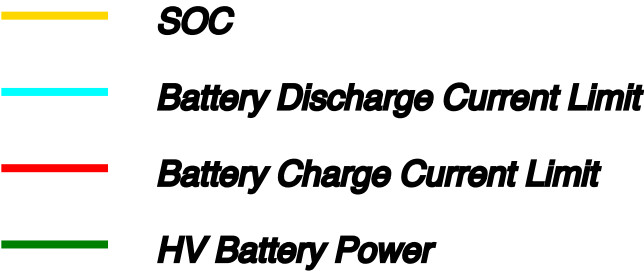 SOC
Battery Discharge Current Limit
Battery Charge Current Limit
HV Battery Power